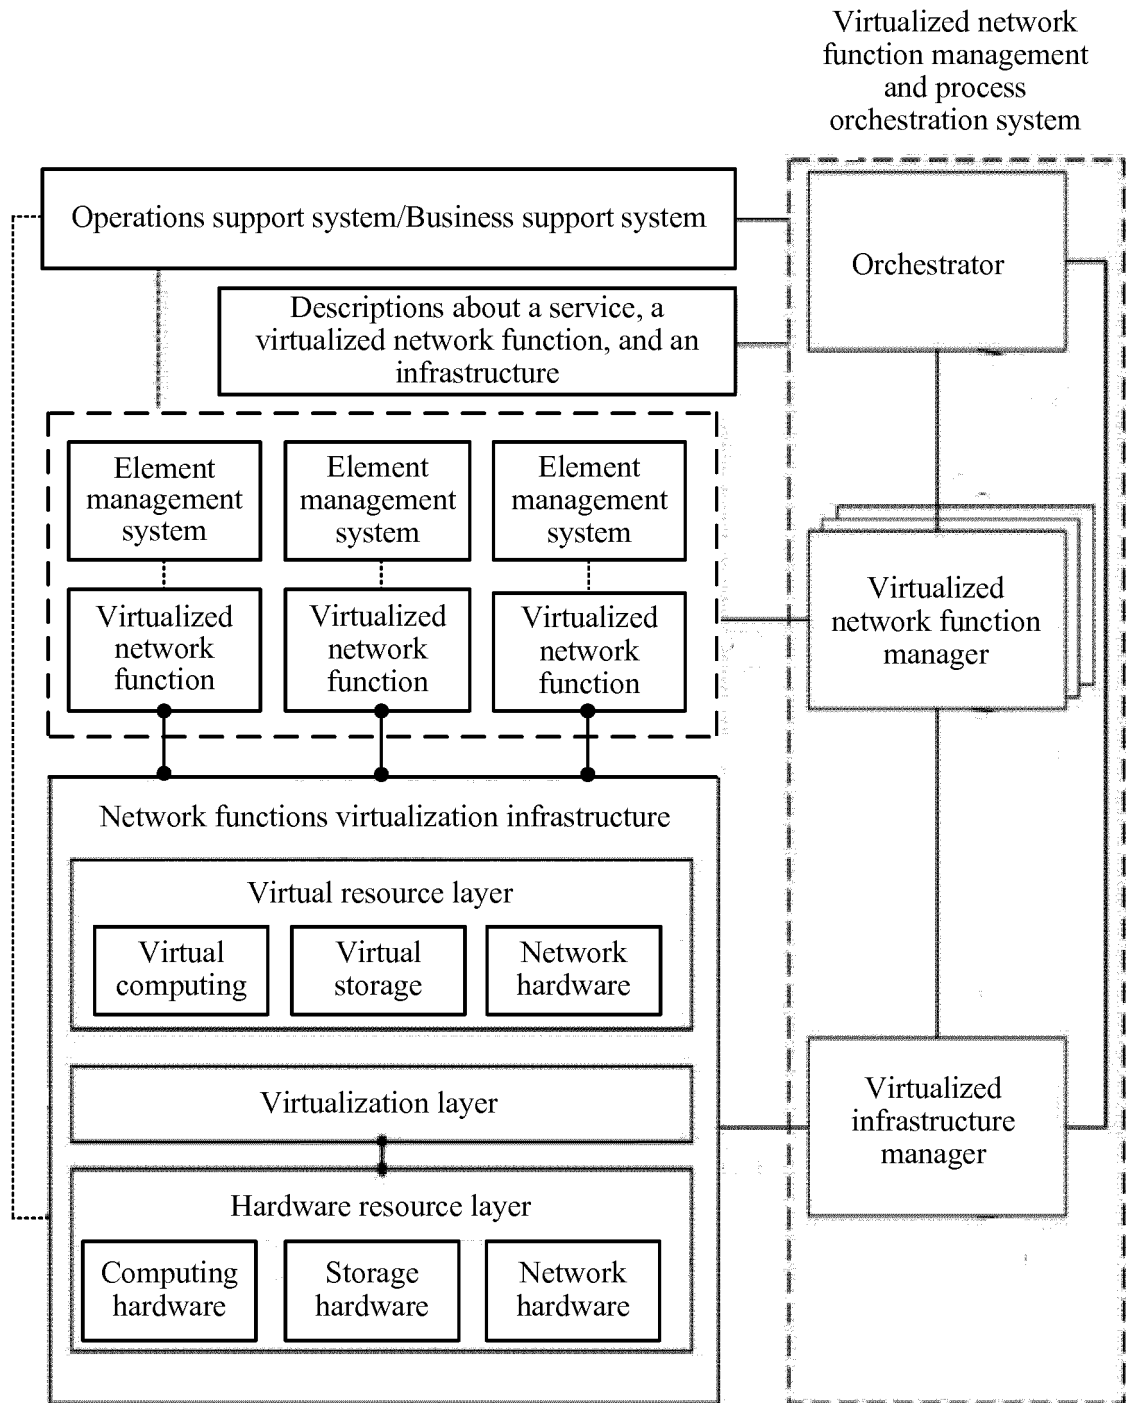 Virtualized network
function management
and process
orchestration system
Operations support system/Business support system
Orchestrator
Descriptions about a service, a
virtualized network function, and an
infrastructure
Element
management
system
Element
management
system
Element
management
system
Virtualized
network
function
Virtualized
network
function
Virtualized
network
function
Virtualized
network function
manager
Network functions virtualization infrastructure
Virtual resource layer
Virtual
computing
Virtual
storage
Network
hardware
Virtualization layer
Virtualized
infrastructure
manager
Hardware resource layer
Computing
hardware
Storage
hardware
Network
hardware